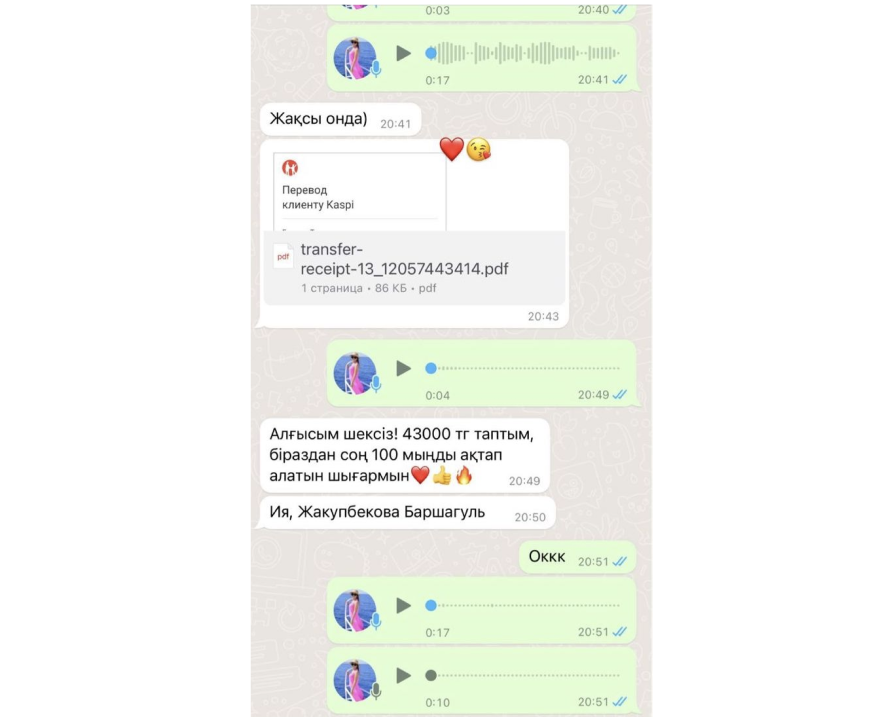 0:03 20:40
0:17 20:41
Жақсы онда) 20:41
Перевод
клиенту Kaspi
pdf
transfer-
receipt-13_12057443414.pdf
1 страница • 86 КБ • pdf
20:43
0:04 20:49
Алғысым шексіз! 43000 тг таптым,
біраздан соң 100 мыңды ақтап
алатын шығармын❤️👍🔥 20:49
Ия, Жакупбекова Баршагуль 20:50
Оккк 20:51
0:17 20:51
0:10 20:51